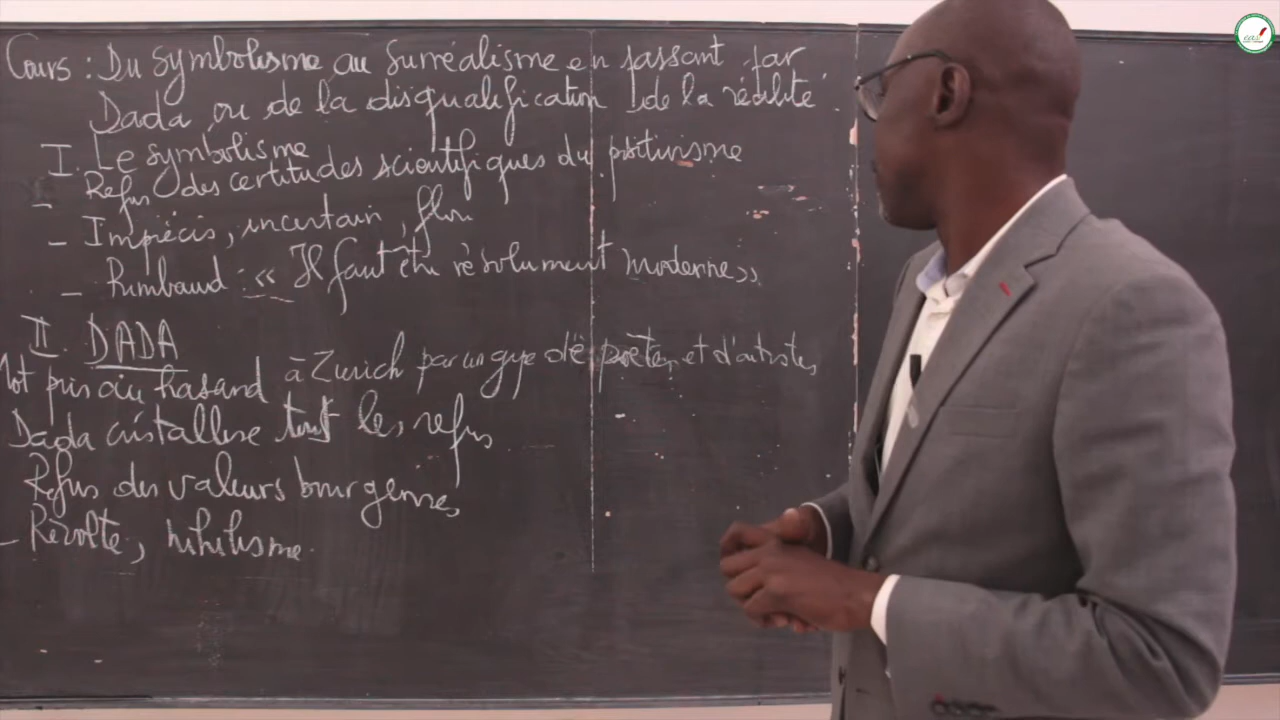 Cours : Du symbolisme au surréalisme en passant par
Dada ou de la disqualification de la réalité.
I. Le symbolisme
- Refus des certitudes scientifiques du positivisme
- Imprécis, incertain, flou
- Rimbaud : « Il faut être résolument moderne »
II. DADA
Mot pris au hasard à Zurich par un gpe de poètes et d'artistes
Dada cristallise tous les refus
Refus des valeurs bourgeoises
- Révolte, nihilisme.